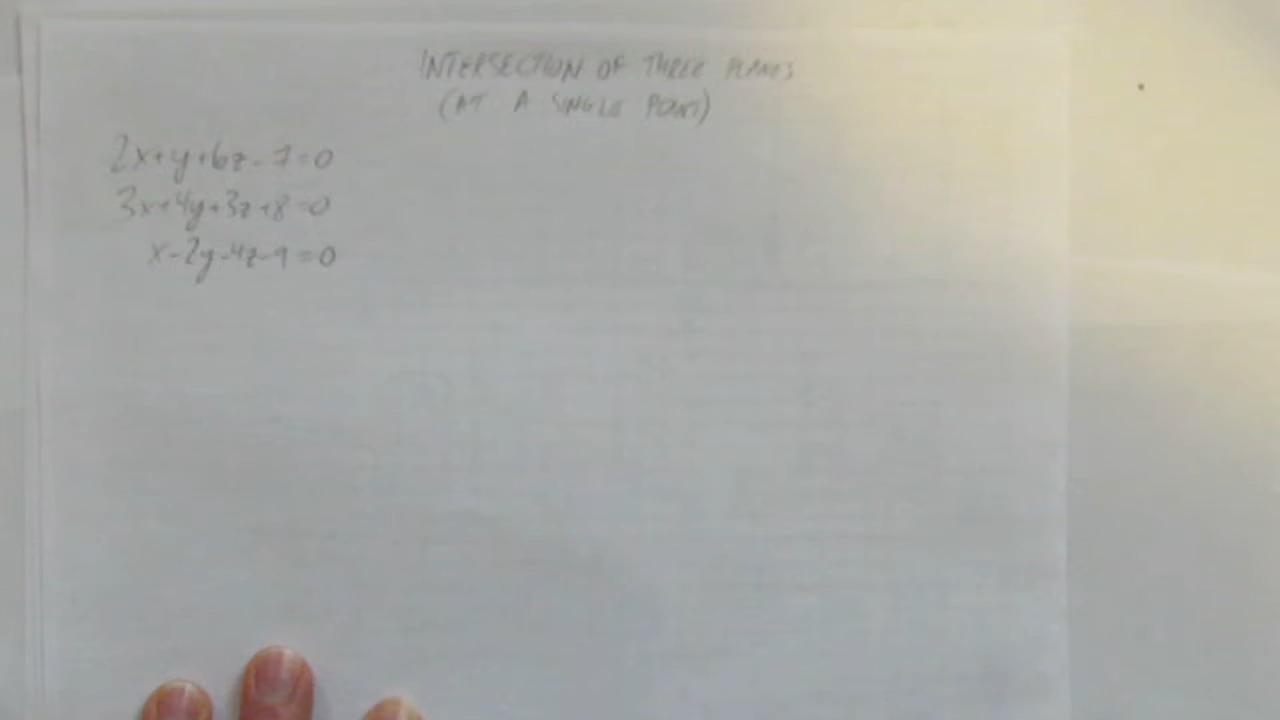 INTERSECTION OF THREE PLANES
(AT A SINGLE POINT)
2x+y+6z-7=0
3x+4y+3z+8=0
x-2y-4z-9=0